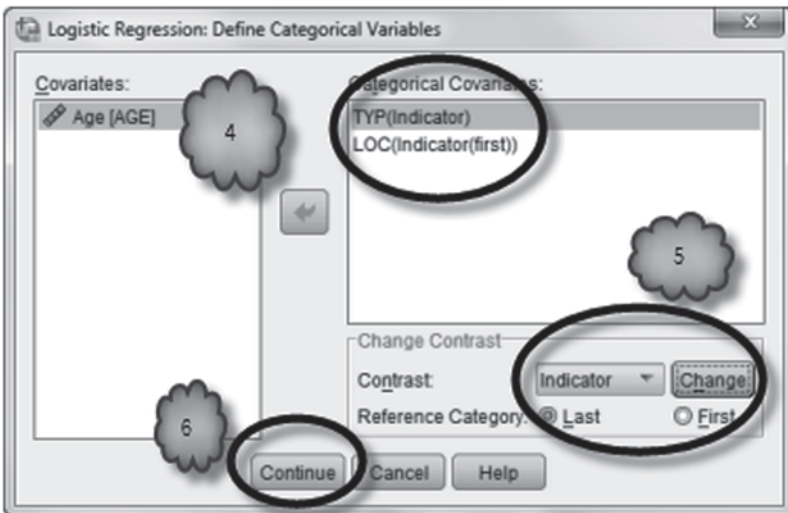 Logistic Regression: Define Categorical Variables
Covariates:
Categorical Covariates:
Age [AGE]
TYP(Indicator)
LOC(Indicator(first))
4
5
Change Contrast
Contrast:
Indicator
Change
Reference Category:
Last
First
6
Continue
Cancel
Help